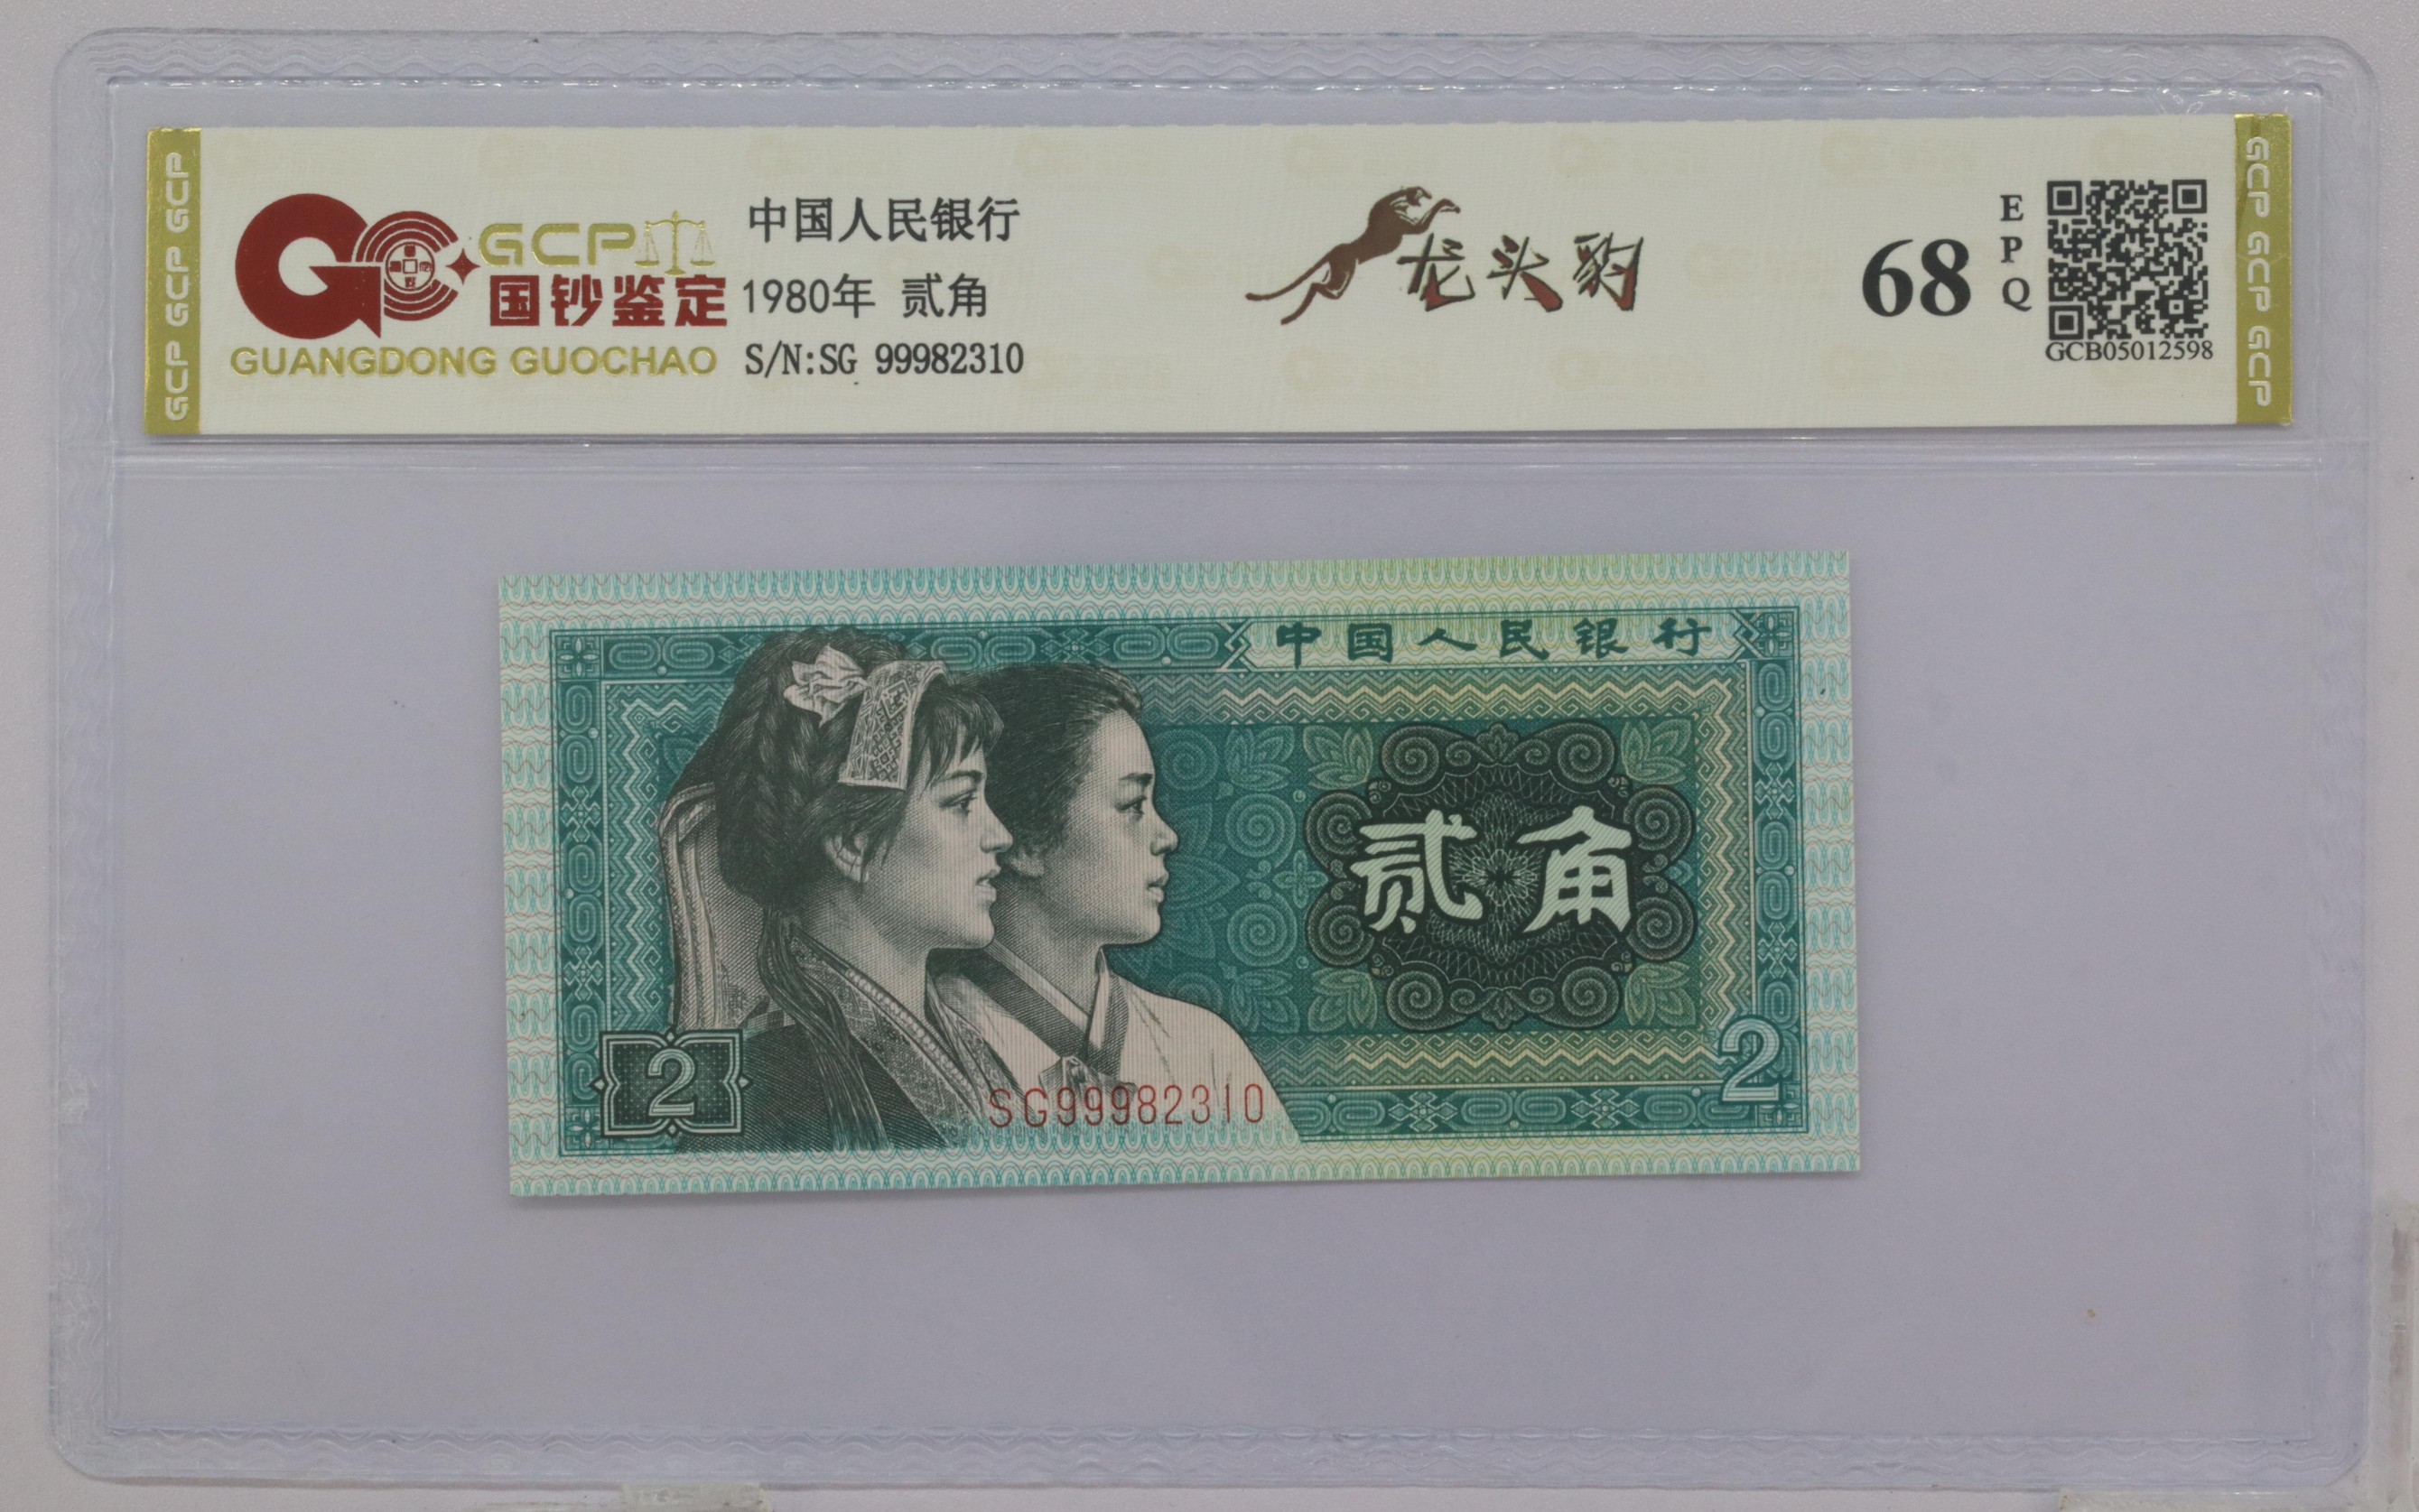 GCP GCP GCP
GCP
国钞鉴定
GUANGDONG GUOCHAO
中国人民银行
1980年 贰角
S/N:SG 99982310
龙头豹
68
EPQ
GCB05012598
GCP GCP GCP
中国人民银行
贰角
2
2
SG99982310